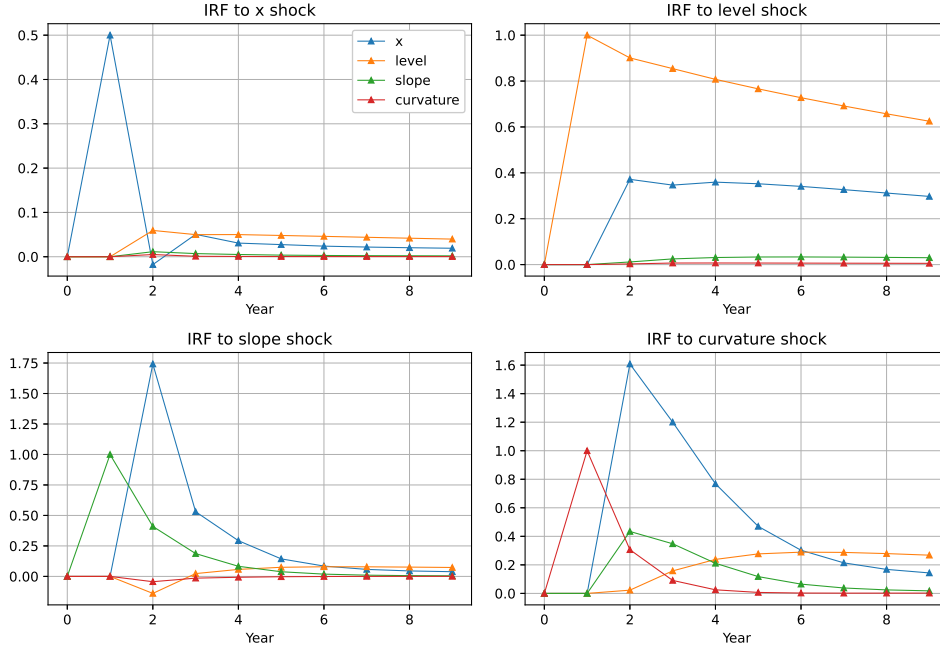 IRF to x shock
0.5
0.4
0.3
0.2
0.1
0.0
0 2 4 6 8
Year
x
level
slope
curvature
IRF to level shock
1.0
0.8
0.6
0.4
0.2
0.0
0 2 4 6 8
Year
IRF to slope shock
1.75
1.50
1.25
1.00
0.75
0.50
0.25
0.00
0 2 4 6 8
Year
IRF to curvature shock
1.6
1.4
1.2
1.0
0.8
0.6
0.4
0.2
0.0
0 2 4 6 8
Year